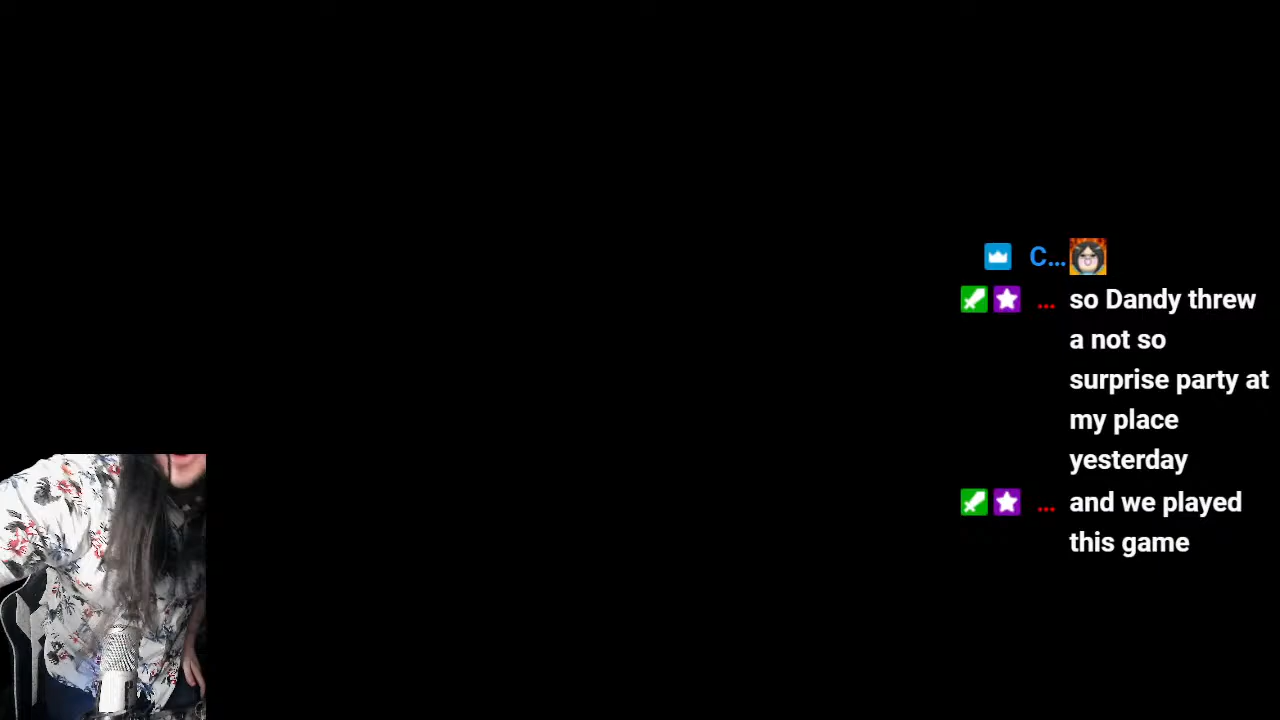 C...
... so Dandy threw
a not so
surprise party at
my place
yesterday
... and we played
this game